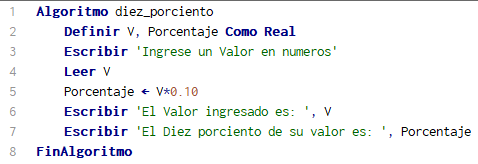 1 Algoritmo diez_porciento
2 Definir V, Porcentaje Como Real
3 Escribir 'Ingrese un Valor en numeros'
4 Leer V
5 Porcentaje ← V*0.10
6 Escribir 'El Valor ingresado es: ', V
7 Escribir 'El Diez porciento de su valor es: ', Porcentaje
8 FinAlgoritmo